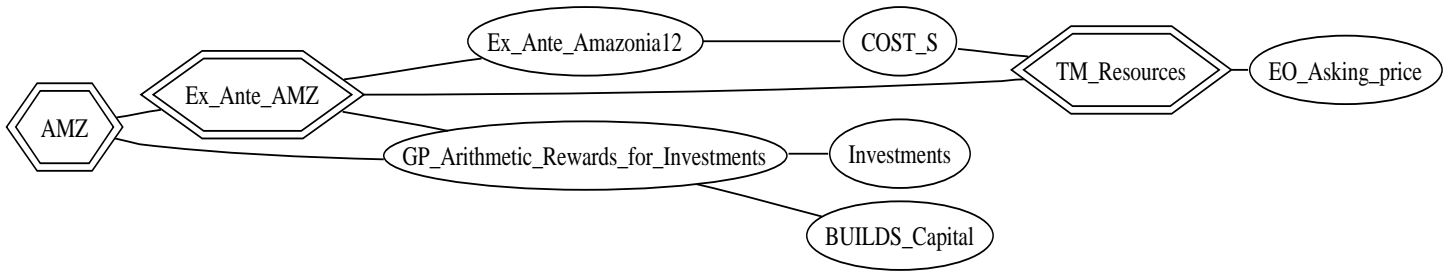 Ex_Ante_Amazonia12
COST_S
TM_Resources
EO_Asking_price
Ex_Ante_AMZ
AMZ
GP_Arithmetic_Rewards_for_Investments
Investments
BUILDS_Capital